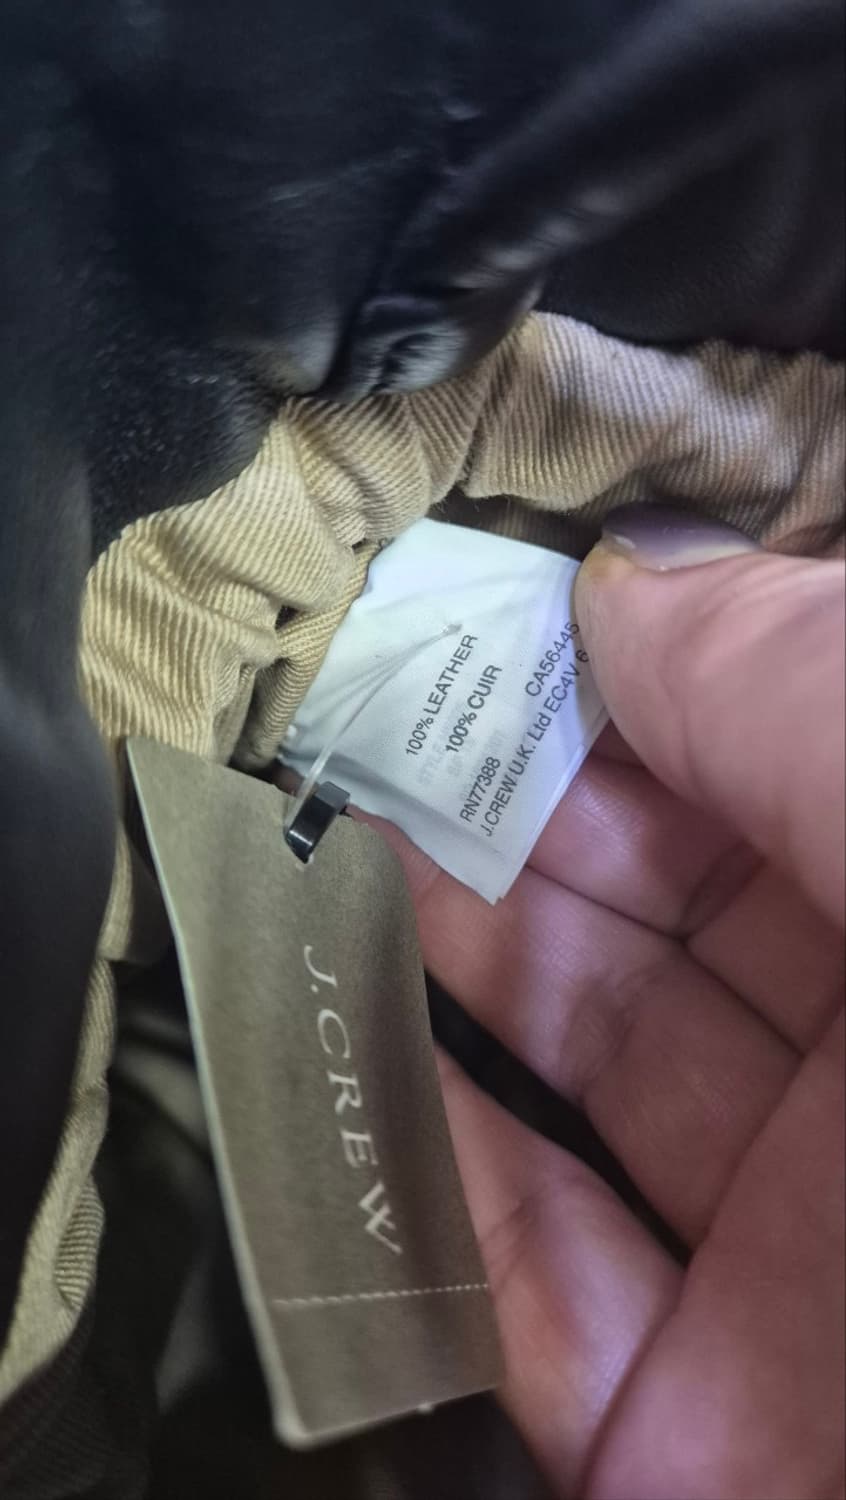 100% LEATHER
100% CUIR
RN77388 CA56445
J.CREW U.K. Ltd EC4V 6
J.CREW